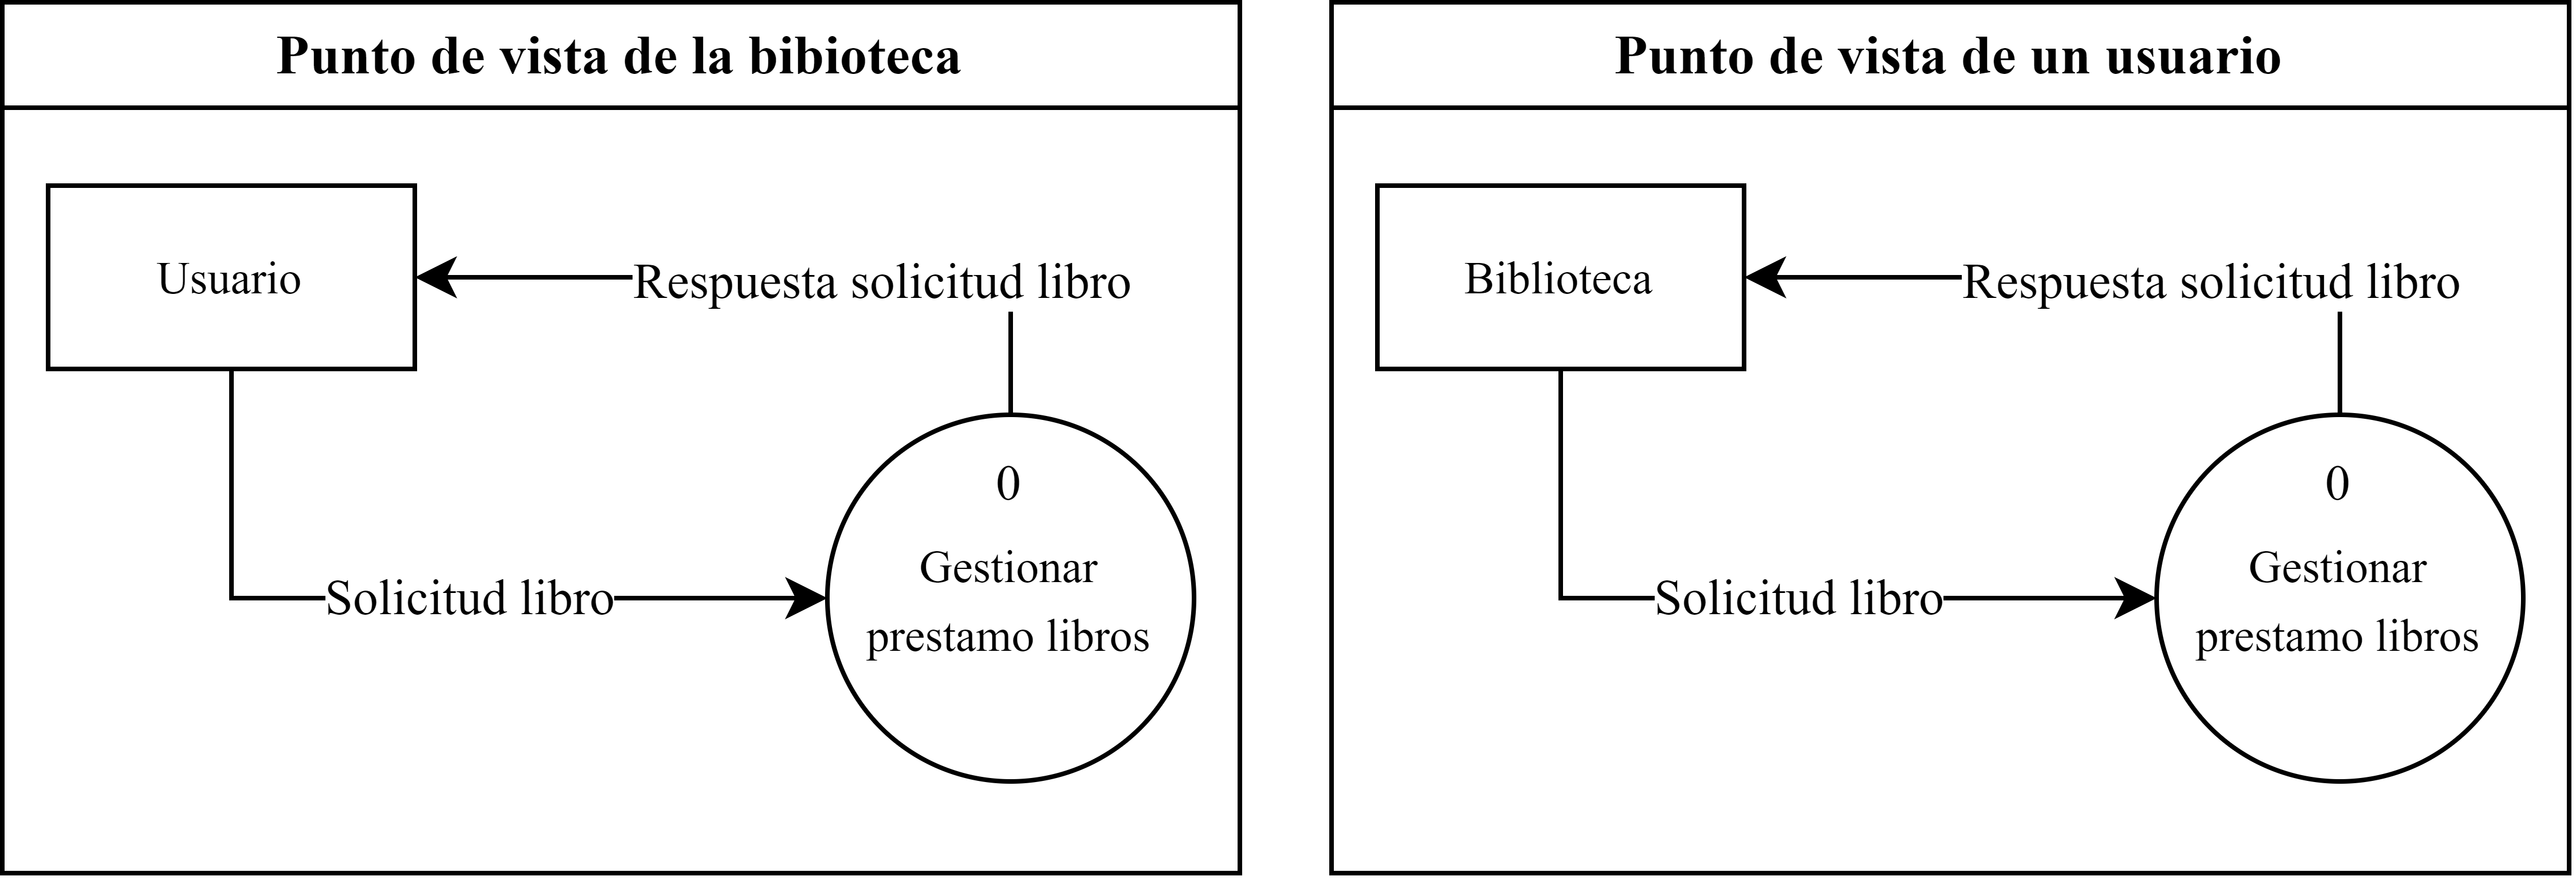 Punto de vista de la bibioteca
Usuario
Respuesta solicitud libro
0
Gestionar
prestamo libros
Solicitud libro
Punto de vista de un usuario
Biblioteca
Respuesta solicitud libro
0
Gestionar
prestamo libros
Solicitud libro